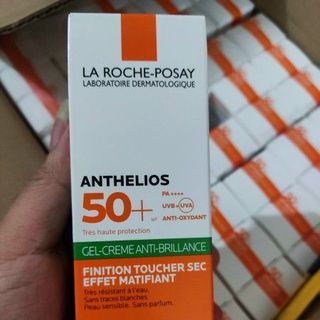 LA ROCHE-POSAY
LABORATOIRE DERMATOLOGIQUE
ANTHELIOS
50+
PA++++
UVB+UVA
ANTI-OXYDANT
Très haute protection
GEL-CREME ANTI-BRILLANCE
FINITION TOUCHER SEC
EFFET MATIFIANT
Très résistant à l'eau.
Sans traces blanches.
Peau sensible. Sans parfum.